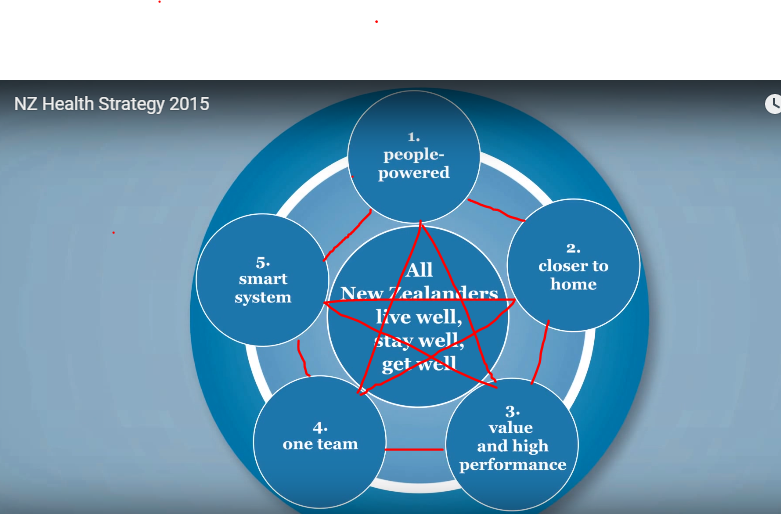 NZ Health Strategy 2015
1.
people-
powered
2.
closer to
home
3.
value
and high
performance
4.
one team
5.
smart
system
All
New Zealanders
live well,
stay well,
get well